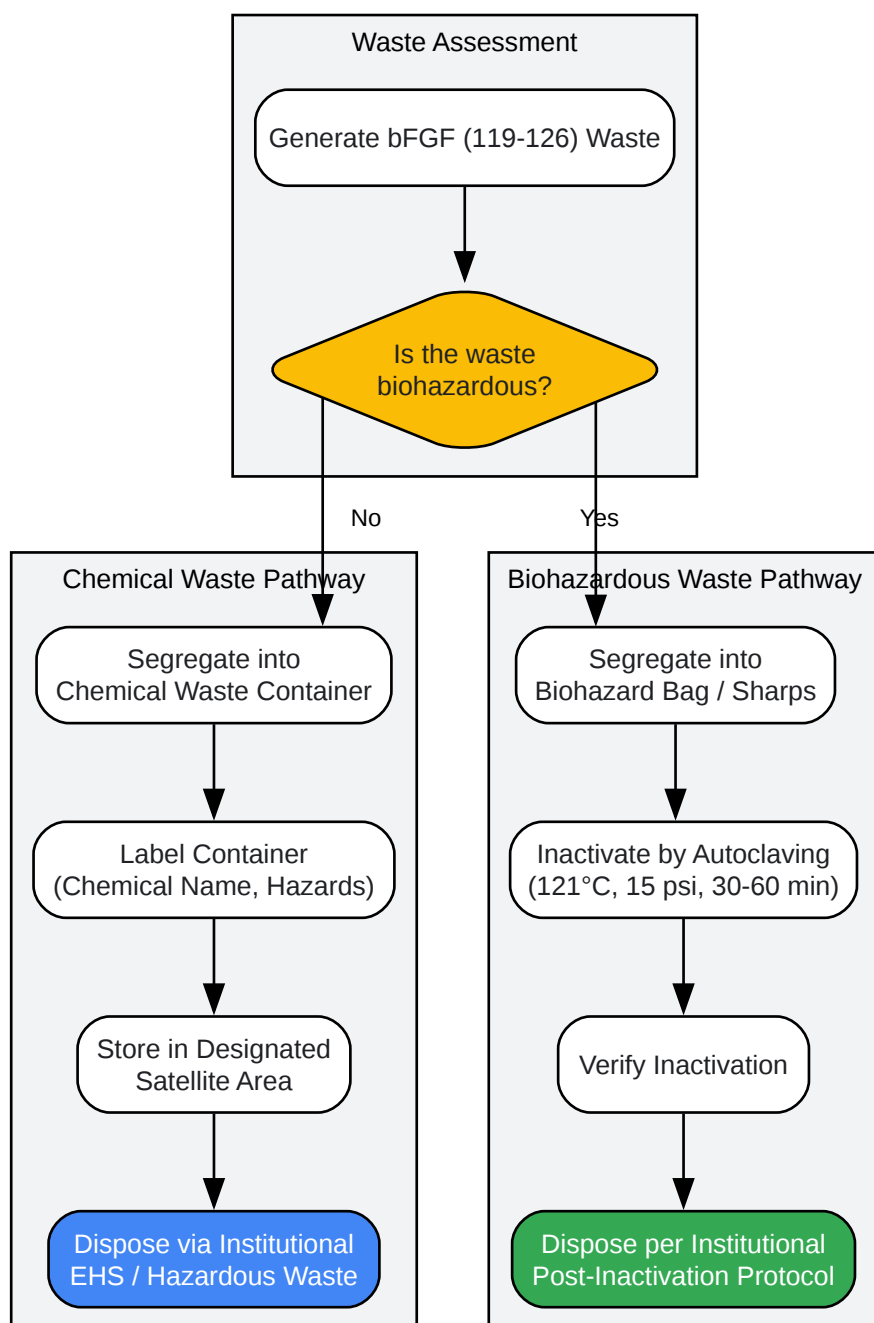 Waste Assessment
Generate bFGF (119-126) Waste
Is the waste
biohazardous?
No
Yes
Chemical Waste Pathway
Segregate into
Chemical Waste Container
Label Container
(Chemical Name, Hazards)
Store in Designated
Satellite Area
Dispose via Institutional
EHS / Hazardous Waste
Biohazardous Waste Pathway
Segregate into
Biohazard Bag / Sharps
Inactivate by Autoclaving
(121°C, 15 psi, 30-60 min)
Verify Inactivation
Dispose per Institutional
Post-Inactivation Protocol